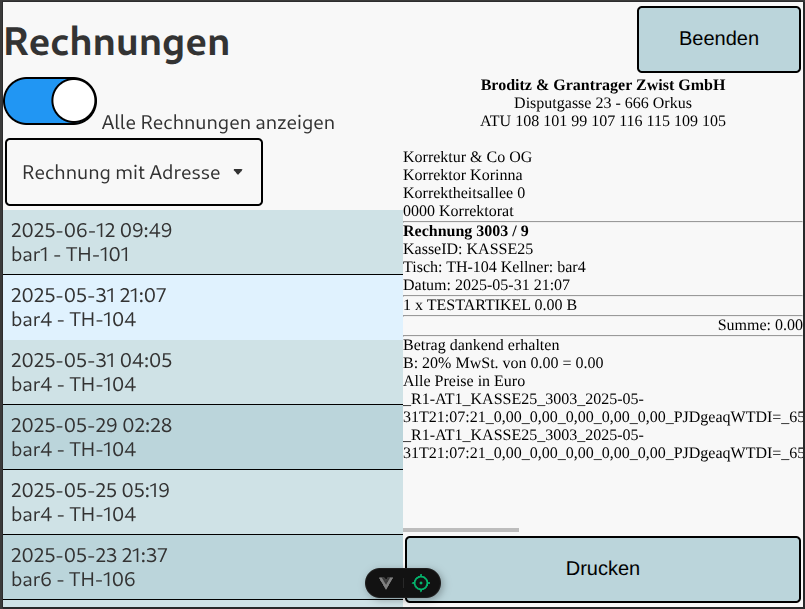 Rechnungen
Beenden
Alle Rechnungen anzeigen
Rechnung mit Adresse
2025-06-12 09:49
bar1 - TH-101
2025-05-31 21:07
bar4 - TH-104
2025-05-31 04:05
bar4 - TH-104
2025-05-29 02:28
bar4 - TH-104
2025-05-25 05:19
bar4 - TH-104
2025-05-23 21:37
bar6 - TH-106
Broditz & Grantrager Zwist GmbH
Disputgasse 23 - 666 Orkus
ATU 108 101 99 107 116 115 109 105
Korrektur & Co OG
Korrektor Korinna
Korrektheitsallee 0
0000 Korrektorat
Rechnung 3003 / 9
KasseID: KASSE25
Tisch: TH-104 Kellner: bar4
Datum: 2025-05-31 21:07
1 x TESTARTIKEL 0.00 B
Summe: 0.00
Betrag dankend erhalten
B: 20% MwSt. von 0.00 = 0.00
Alle Preise in Euro
_R1-AT1_KASSE25_3003_2025-05-
31T21:07:21_0,00_0,00_0,00_0,00_0,00_PJDgeaqWTDI=_65
_R1-AT1_KASSE25_3003_2025-05-
31T21:07:21_0,00_0,00_0,00_0,00_0,00_PJDgeaqWTDI=_65
Drucken